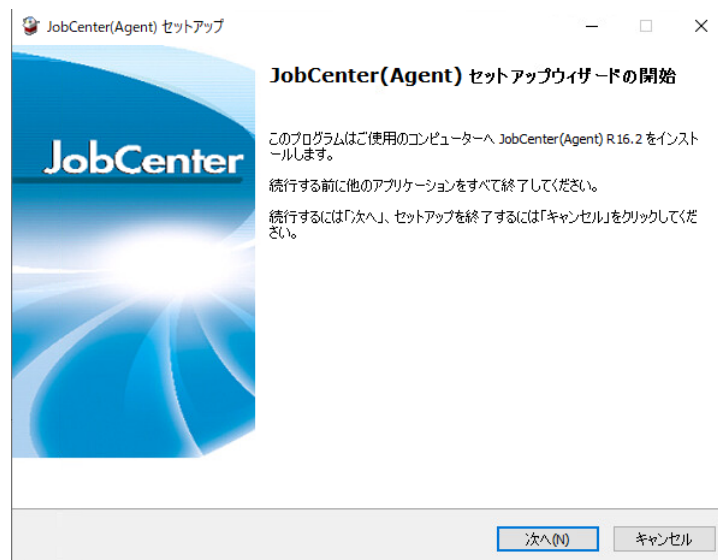 JobCenter(Agent) セットアップ
JobCenter
JobCenter(Agent) セットアップウィザードの開始
このプログラムはご使用のコンピューターへ JobCenter(Agent) R16.2 をインスト
ールします。
続行する前に他のアプリケーションをすべて終了してください。
続行するには「次へ」、セットアップを終了するには「キャンセル」をクリックしてくだ
さい。
次へ(N)
キャンセル